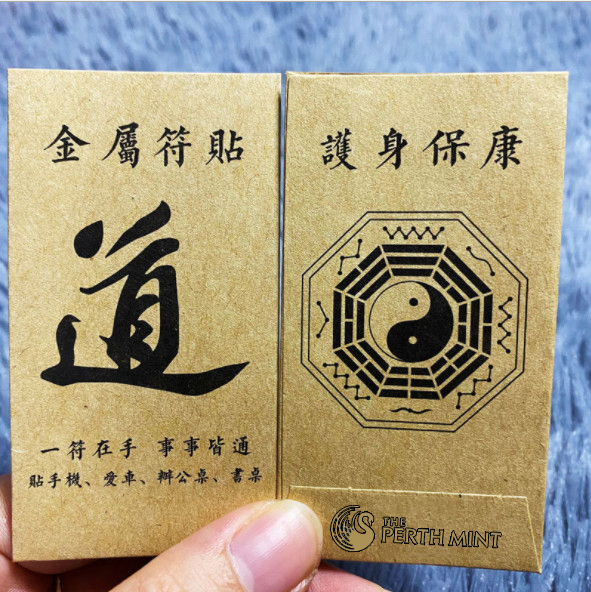 金屬符貼
道
一符在手 事事皆通
貼手機、愛車、辦公桌、書桌
護身保康
THE
PERTH MINT